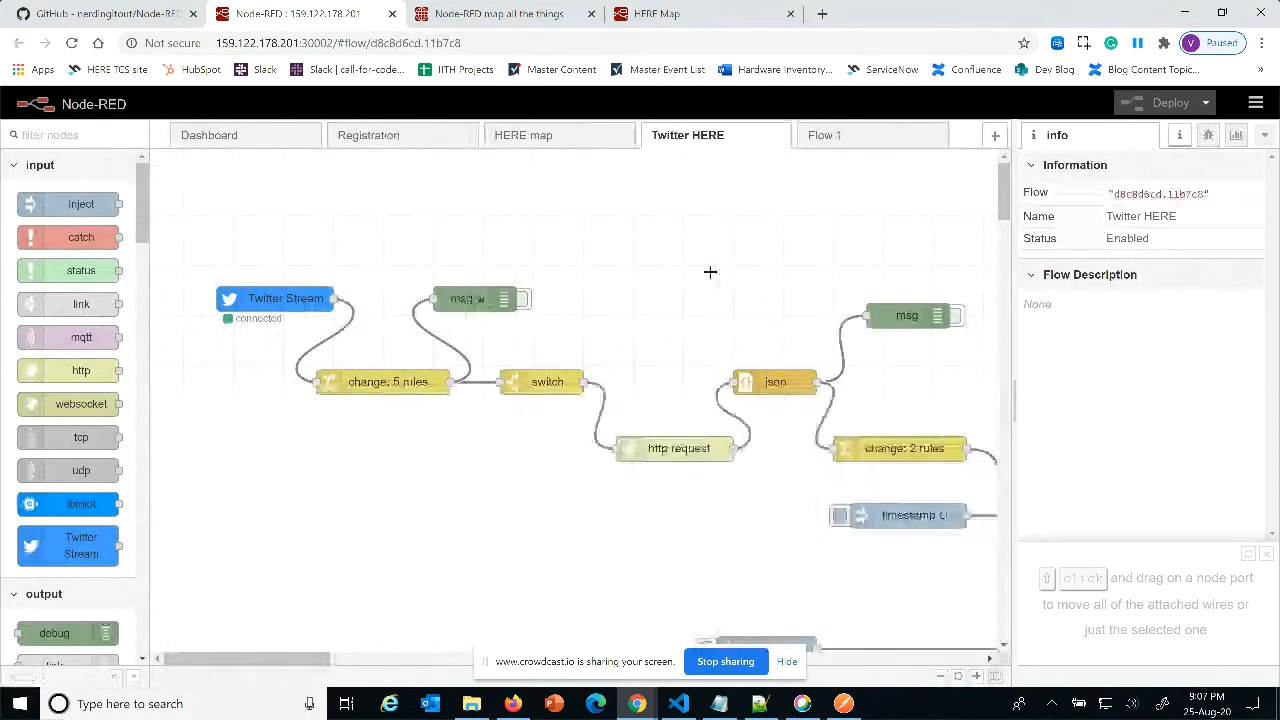 GitHub - nerdingitout/Node-RED
Node-RED : 159.122.178.201
Node-RED map all the things
HERE Map
Not secure
159.122.178.201:30002/#flow/d8c8d6cd.11b7c8
V
Paused
Apps
HERE TCS site
HubSpot
Slack
Slack | call-for-code...
IITH Projects
Master Content
Master Event List
Hardware Inventory...
ServiceNow
Confluence
Dev Blog
Blog Content Topic...
Node-RED
Deploy
filter nodes
Dashboard
Registration
HERE map
Twitter HERE
Flow 1
info
input
Information
inject
Flow
"d8c8d6cd.11b7c8"
catch
Name
Twitter HERE
status
Status
Enabled
link
Flow Description
mqtt
None
http
websocket
tcp
udp
ibmiot
Twitter
Stream
output
debug
Twitter Stream
connected
msg
msg
change: 5 rules
switch
json
http request
change: 2 rules
timestamp
click and drag on a node port
to move all of the attached wires or
just the selected one
www.crowdcast.io is sharing your screen.
Stop sharing
Hide
Type here to search
9:07 PM
25-Aug-20